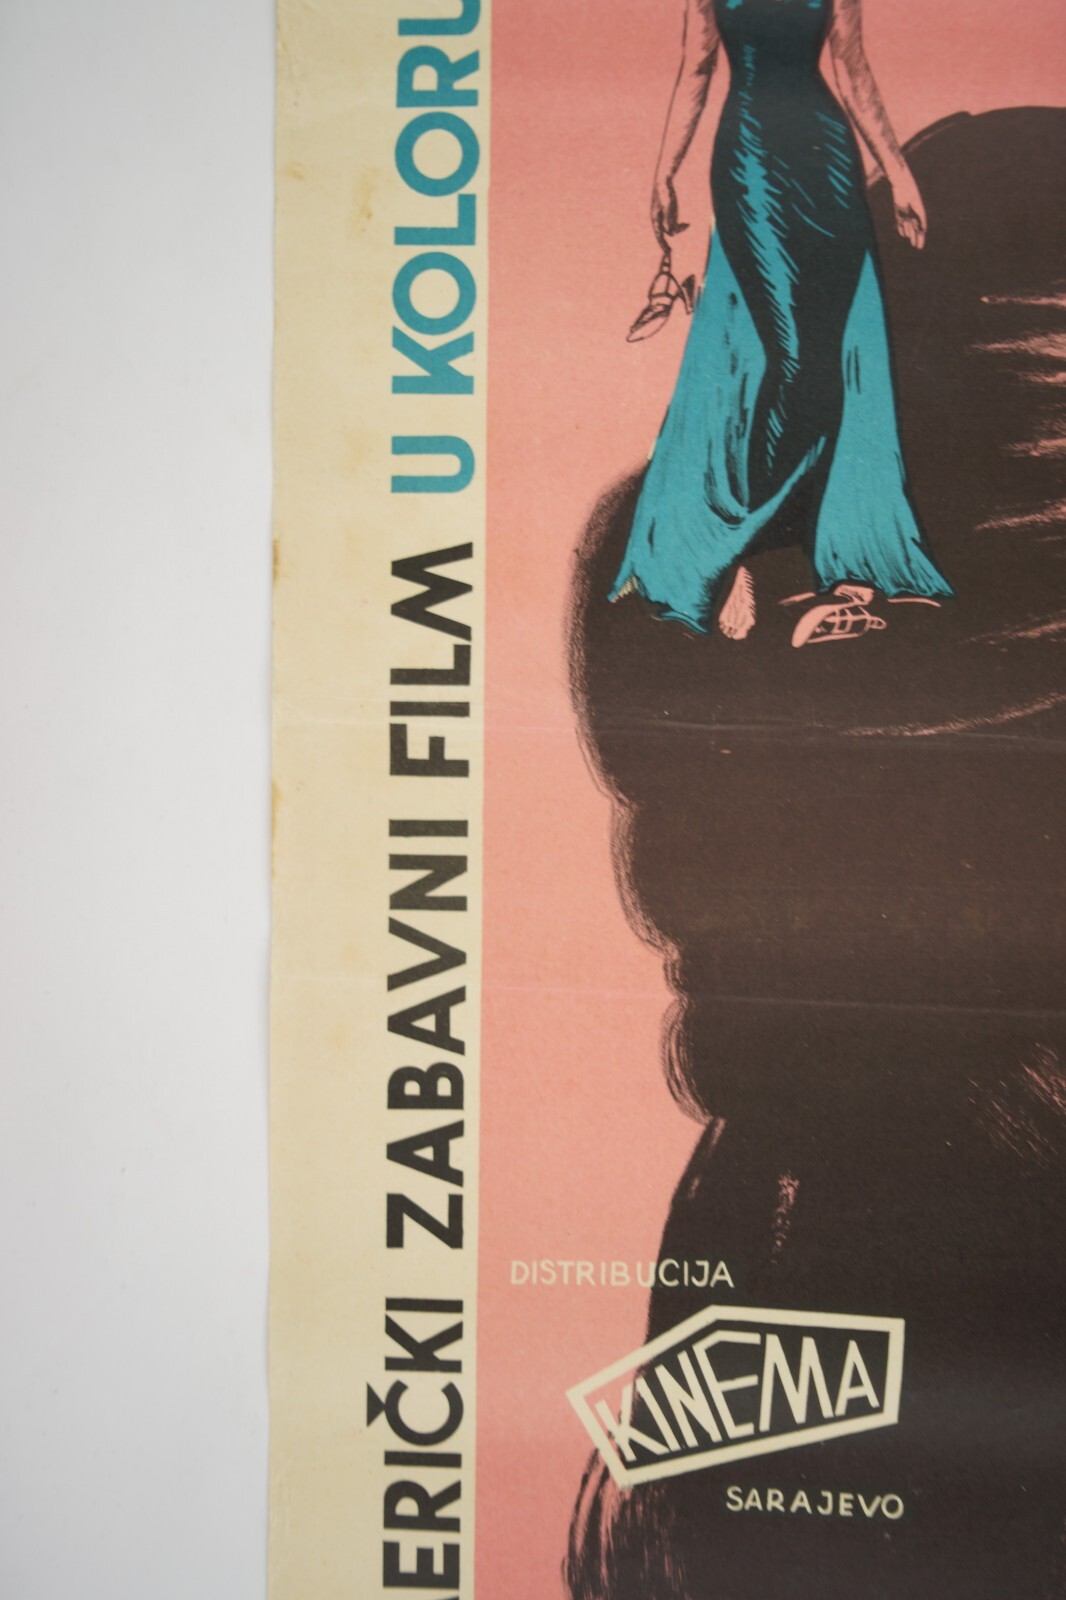 ERIČKI ZABAVNI FILM U KOLORU
DISTRIBUCIJA
KINEMA
SARAJEVO